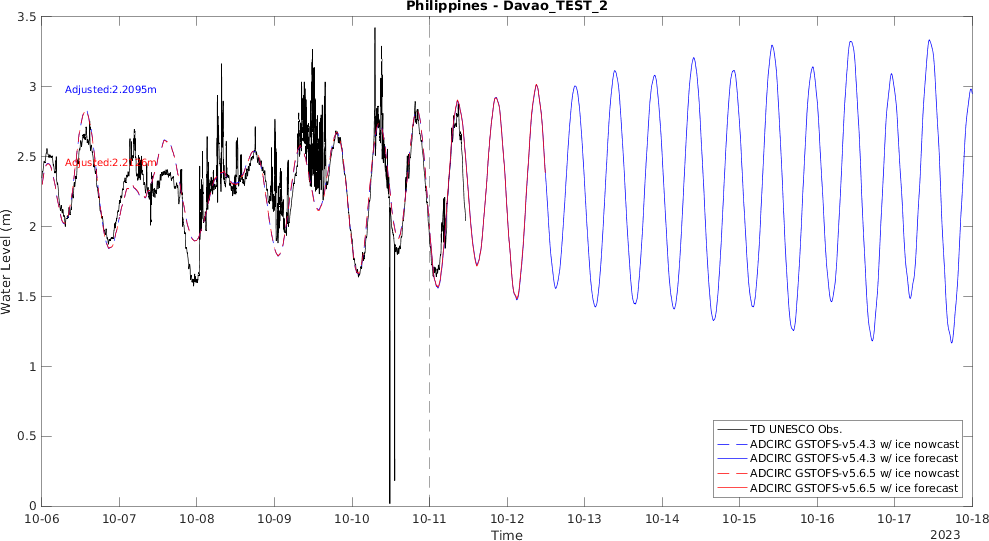 Philippines - Davao_TEST_2
Water Level (m)
3.5
3
2.5
2
1.5
1
0.5
0
Adjusted:2.2095m
10-06
10-07
10-08
10-09
10-10
10-11
10-12
10-13
10-14
10-15
10-16
10-17
10-18
Time
2023
TD UNESCO Obs.
ADCIRC GSTOFS-v5.4.3 w/ ice nowcast
ADCIRC GSTOFS-v5.4.3 w/ ice forecast
ADCIRC GSTOFS-v5.6.5 w/ ice nowcast
ADCIRC GSTOFS-v5.6.5 w/ ice forecast